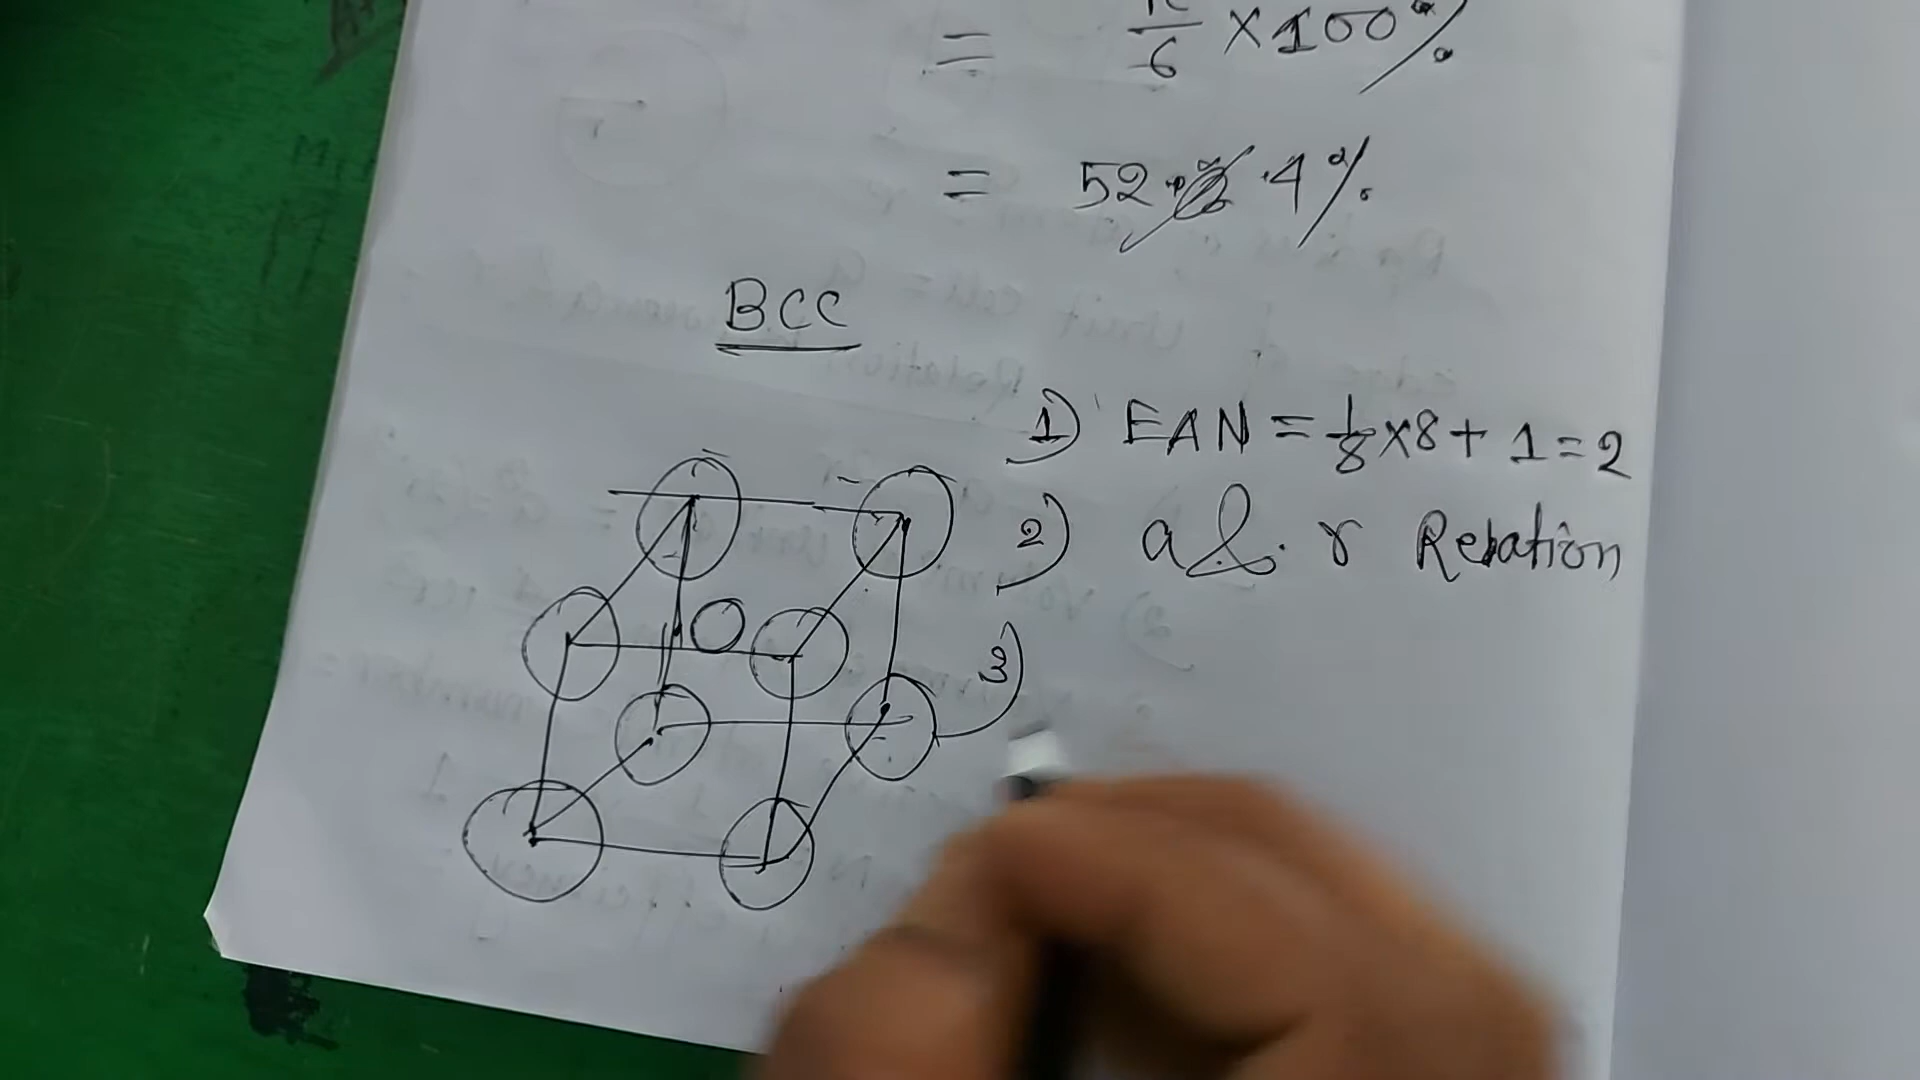 = π/6 × 100%
= 52.4%
BCC
1) EAN = 1/8 × 8 + 1 = 2
2) a & r Relation
3)